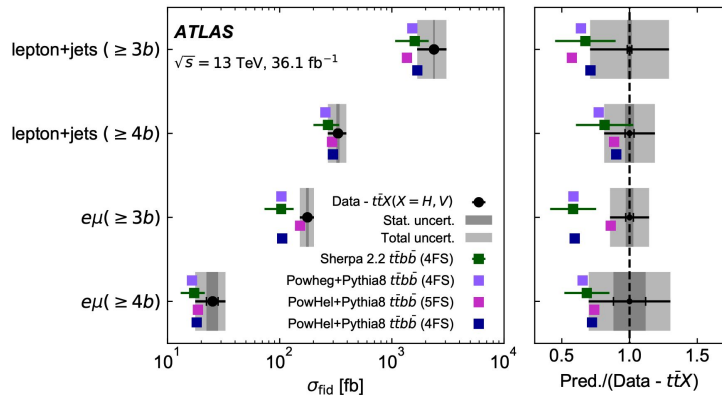 ATLAS
√s = 13 TeV, 36.1 fb⁻¹
lepton+jets (≥ 3b)
lepton+jets (≥ 4b)
eμ(≥ 3b)
eμ(≥ 4b)
Data - tt̄X(X = H, V)
Stat. uncert.
Total uncert.
Sherpa 2.2 tt̄bb̄ (4FS)
Powheg+Pythia8 tt̄bb̄ (4FS)
PowHel+Pythia8 tt̄bb̄ (5FS)
PowHel+Pythia8 tt̄bb̄ (4FS)
10¹ 10² 10³ 10⁴
σfid [fb]
0.5 1.0 1.5
Pred./(Data - tt̄X)